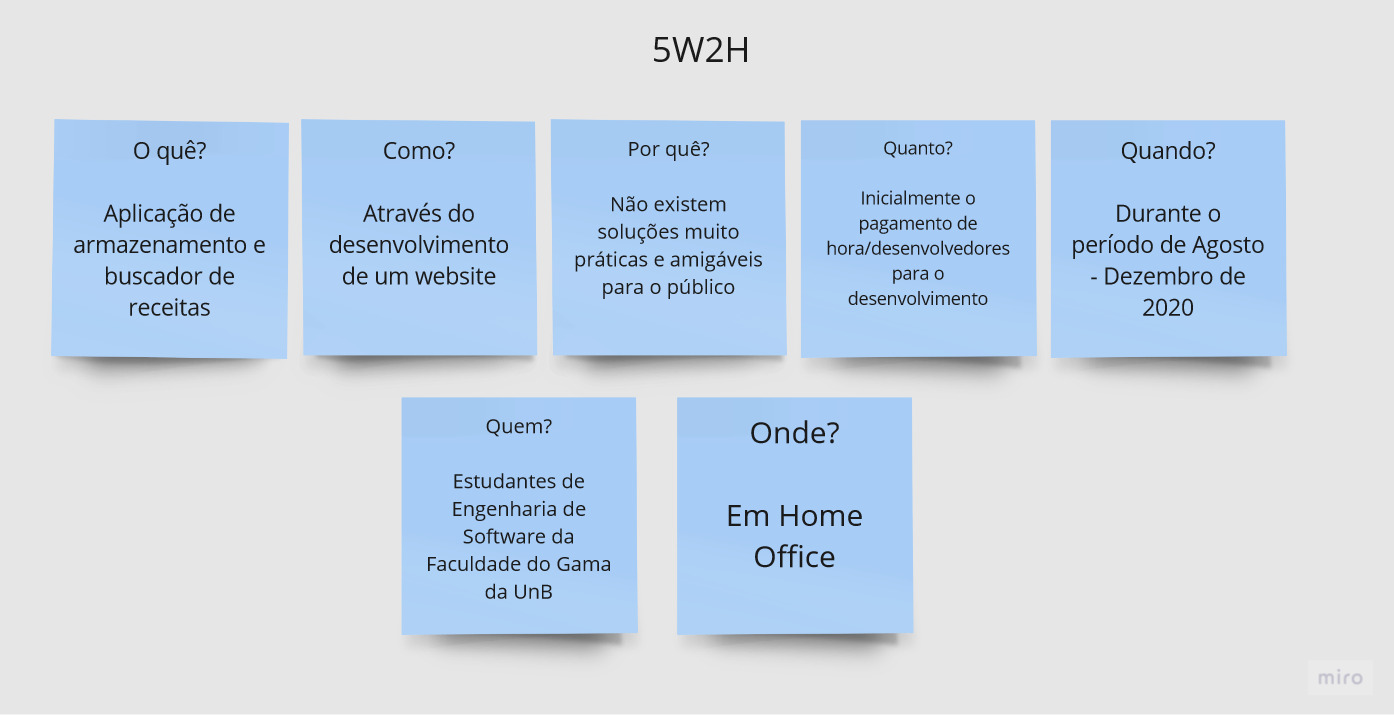 5W2H
O quê?
Aplicação de
armazenamento e
buscador de
receitas
Como?
Através do
desenvolvimento
de um website
Por quê?
Não existem
soluções muito
práticas e amigáveis
para o público
Quanto?
Inicialmente o
pagamento de
hora/desenvolvedores
para o
desenvolvimento
Quando?
Durante o
período de Agosto
- Dezembro de
2020
Quem?
Estudantes de
Engenharia de
Software da
Faculdade do Gama
da UnB
Onde?
Em Home
Office
miro